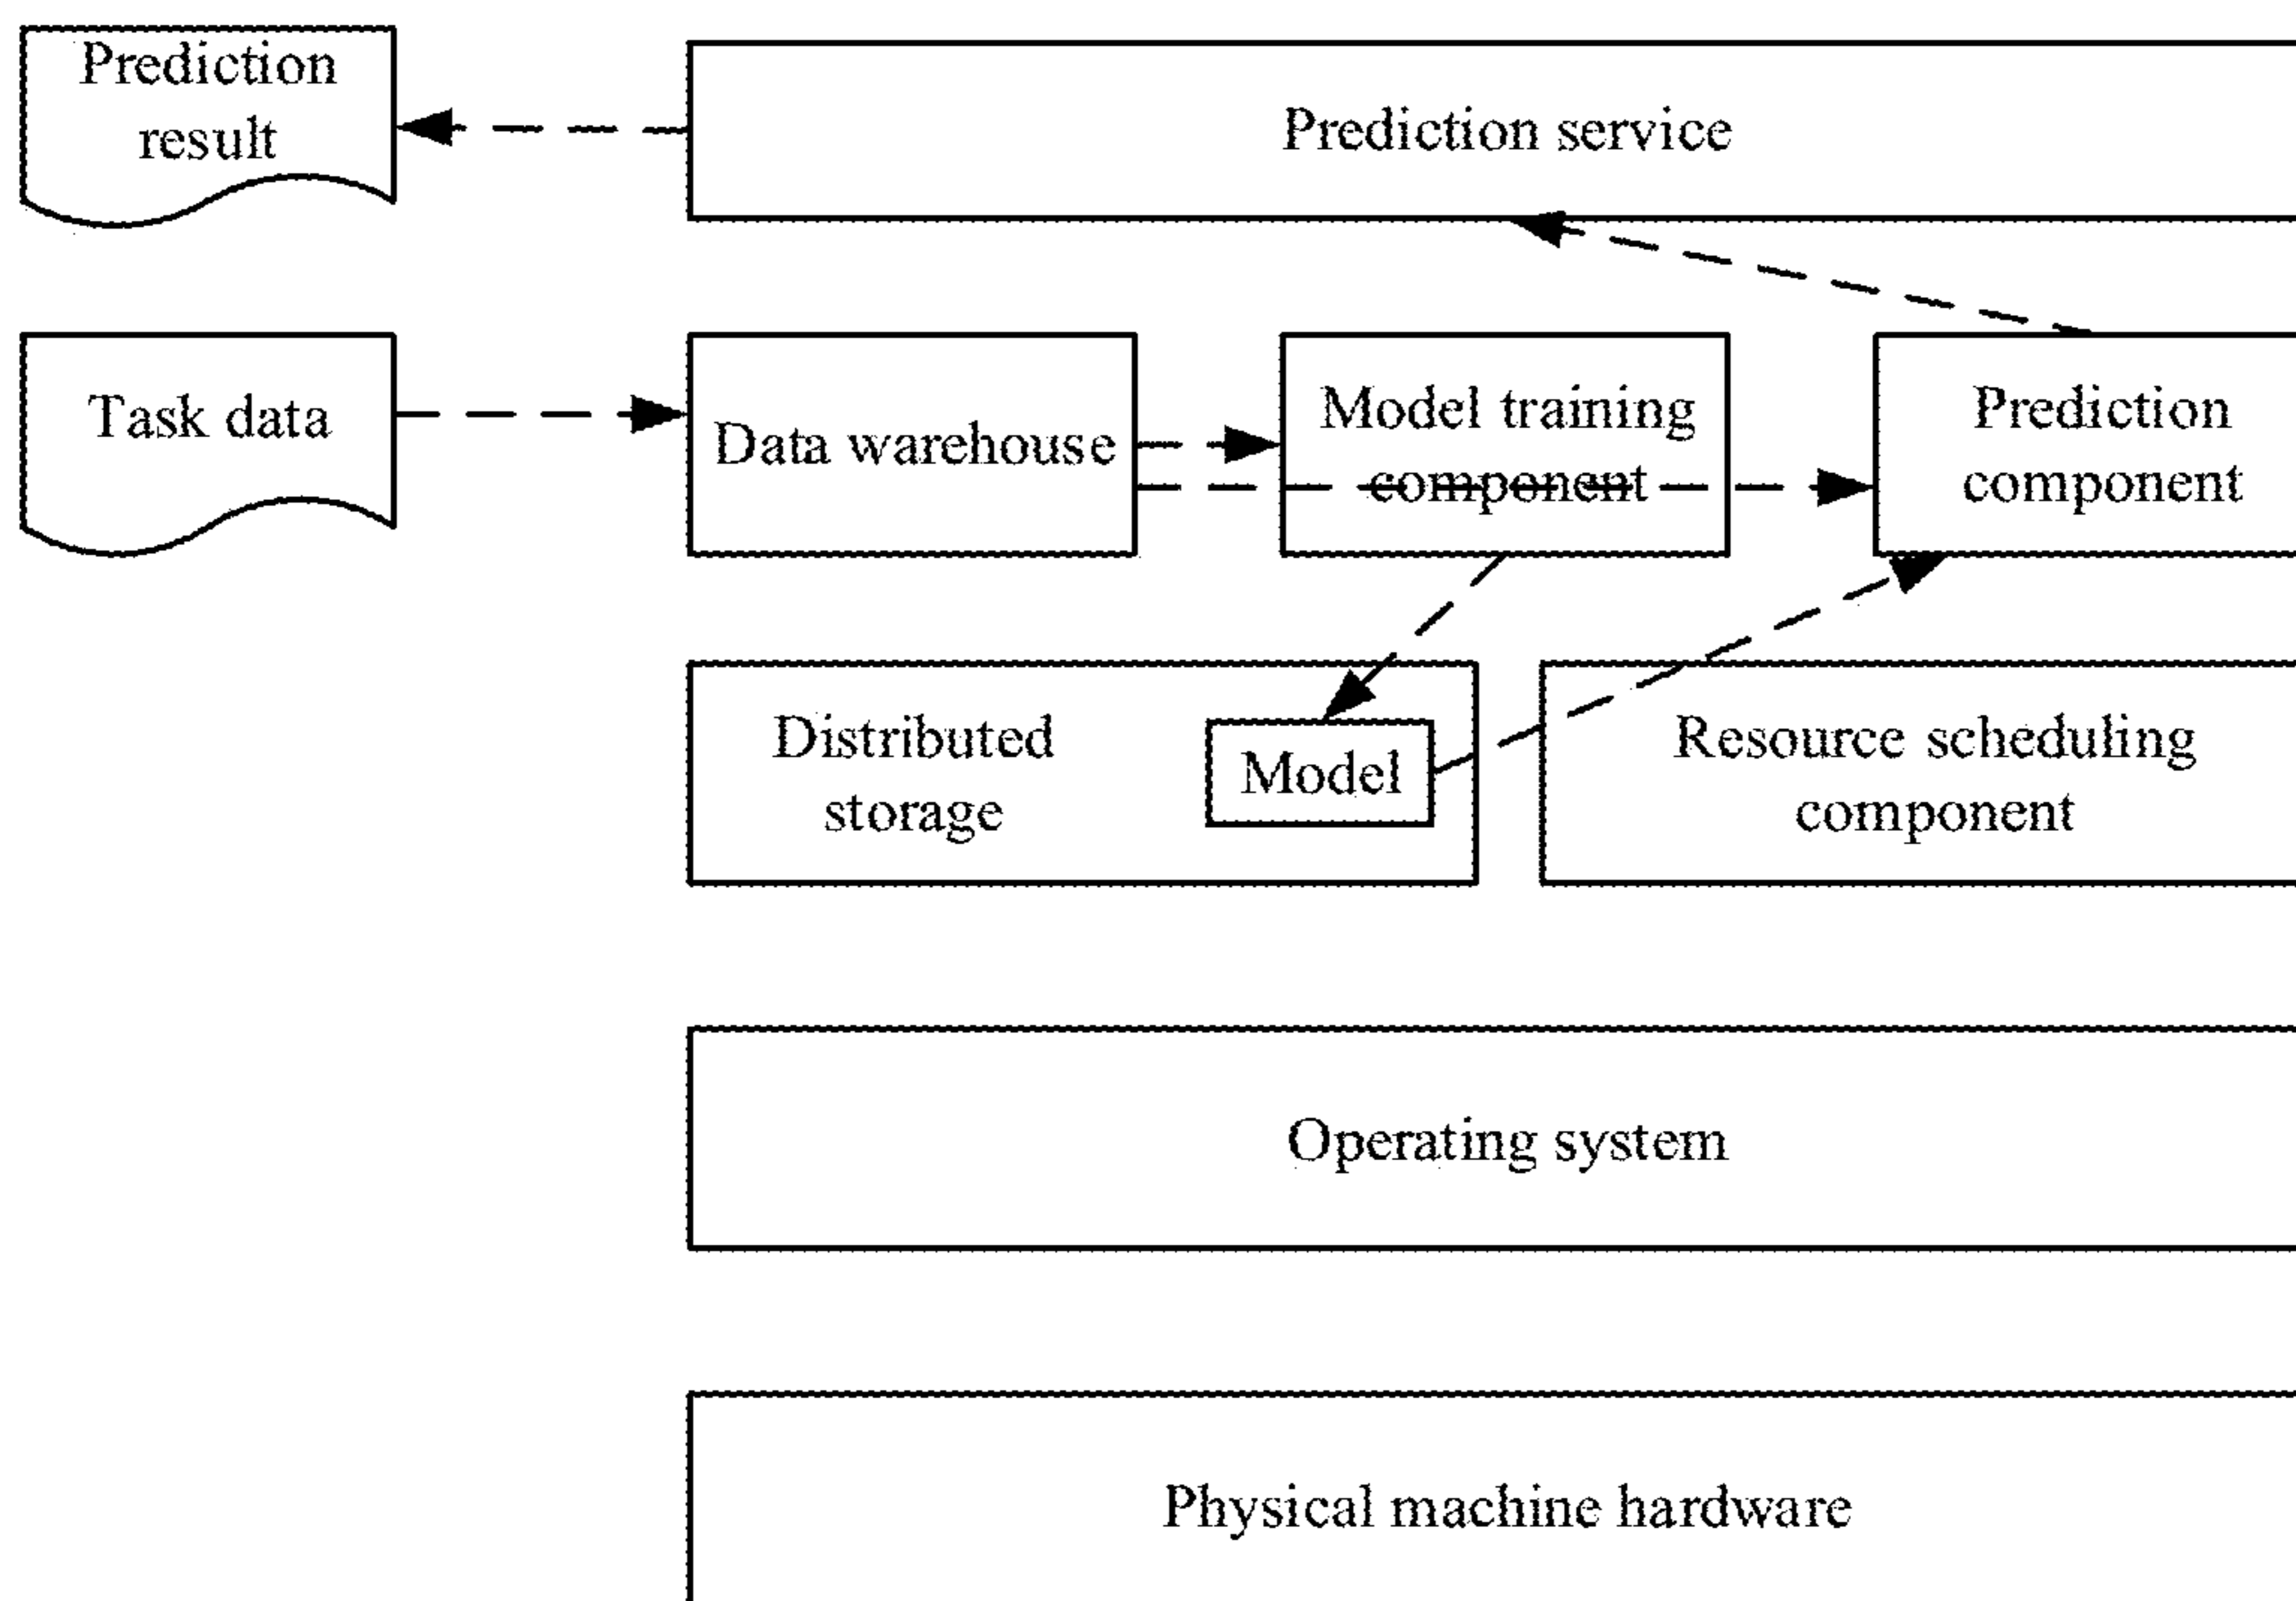 Prediction
result
Prediction service
Task data
Data warehouse
Model training
component
Prediction
component
Distributed
storage
Model
Resource scheduling
component
Operating system
Physical machine hardware